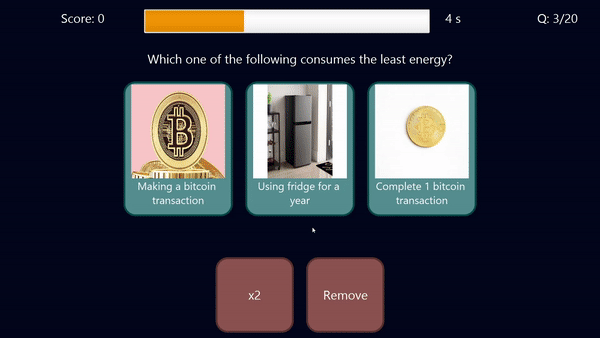 Score: 0
4 s
Q: 3/20
Which one of the following consumes the least energy?
Making a bitcoin
transaction
Using fridge for a
year
Complete 1 bitcoin
transaction
x2
Remove